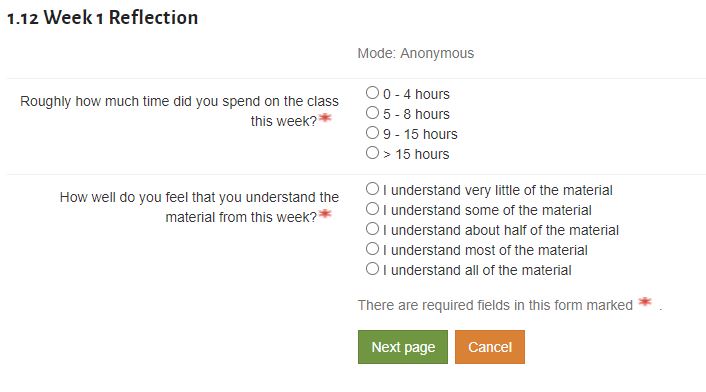 1.12 Week 1 Reflection
Mode: Anonymous
Roughly how much time did you spend on the class
this week?
0 - 4 hours
5 - 8 hours
9 - 15 hours
> 15 hours
How well do you feel that you understand the
material from this week?
I understand very little of the material
I understand some of the material
I understand about half of the material
I understand most of the material
I understand all of the material
There are required fields in this form marked * .
Next page
Cancel